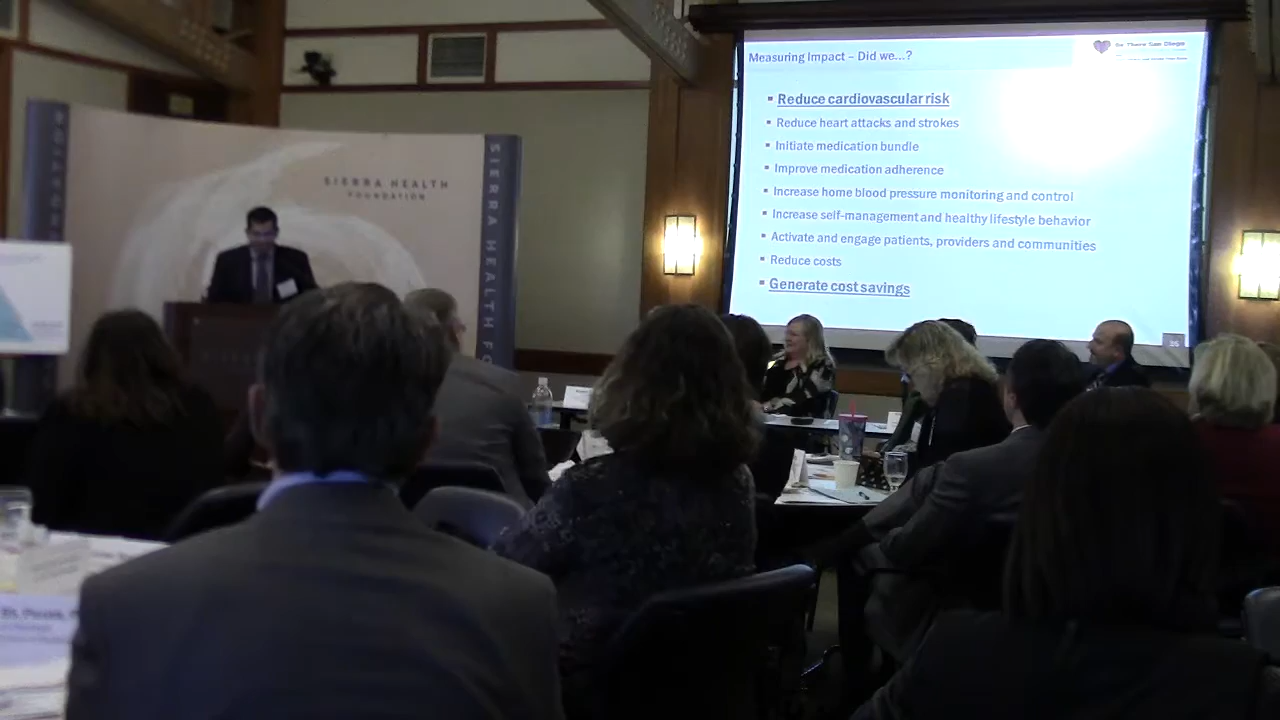 Measuring Impact – Did we...?
Be There San Diego
▪ Reduce cardiovascular risk
▪ Reduce heart attacks and strokes
▪ Initiate medication bundle
▪ Improve medication adherence
▪ Increase home blood pressure monitoring and control
▪ Increase self-management and healthy lifestyle behavior
▪ Activate and engage patients, providers and communities
▪ Reduce costs
▪ Generate cost savings
SIERRA HEALTH
FOUNDATION
SIERRA HEALTH FO